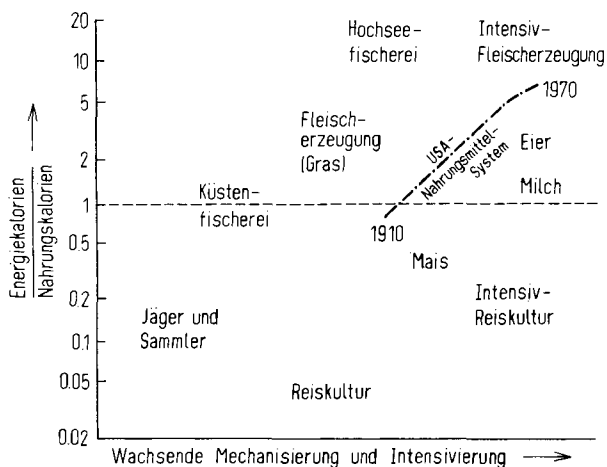 Energiekalorien
Nahrungskalorien
20
10
5
2
1
0.5
0.2
0.1
0.05
0.02
Hochsee-
fischerei
Intensiv-
Fleischerzeugung
1970
Fleisch-
erzeugung
(Gras)
USA-
Nahrungsmittel-
System
Eier
Milch
Küsten-
fischerei
1910
Mais
Intensiv-
Reiskultur
Jäger und
Sammler
Reiskultur
Wachsende Mechanisierung und Intensivierung